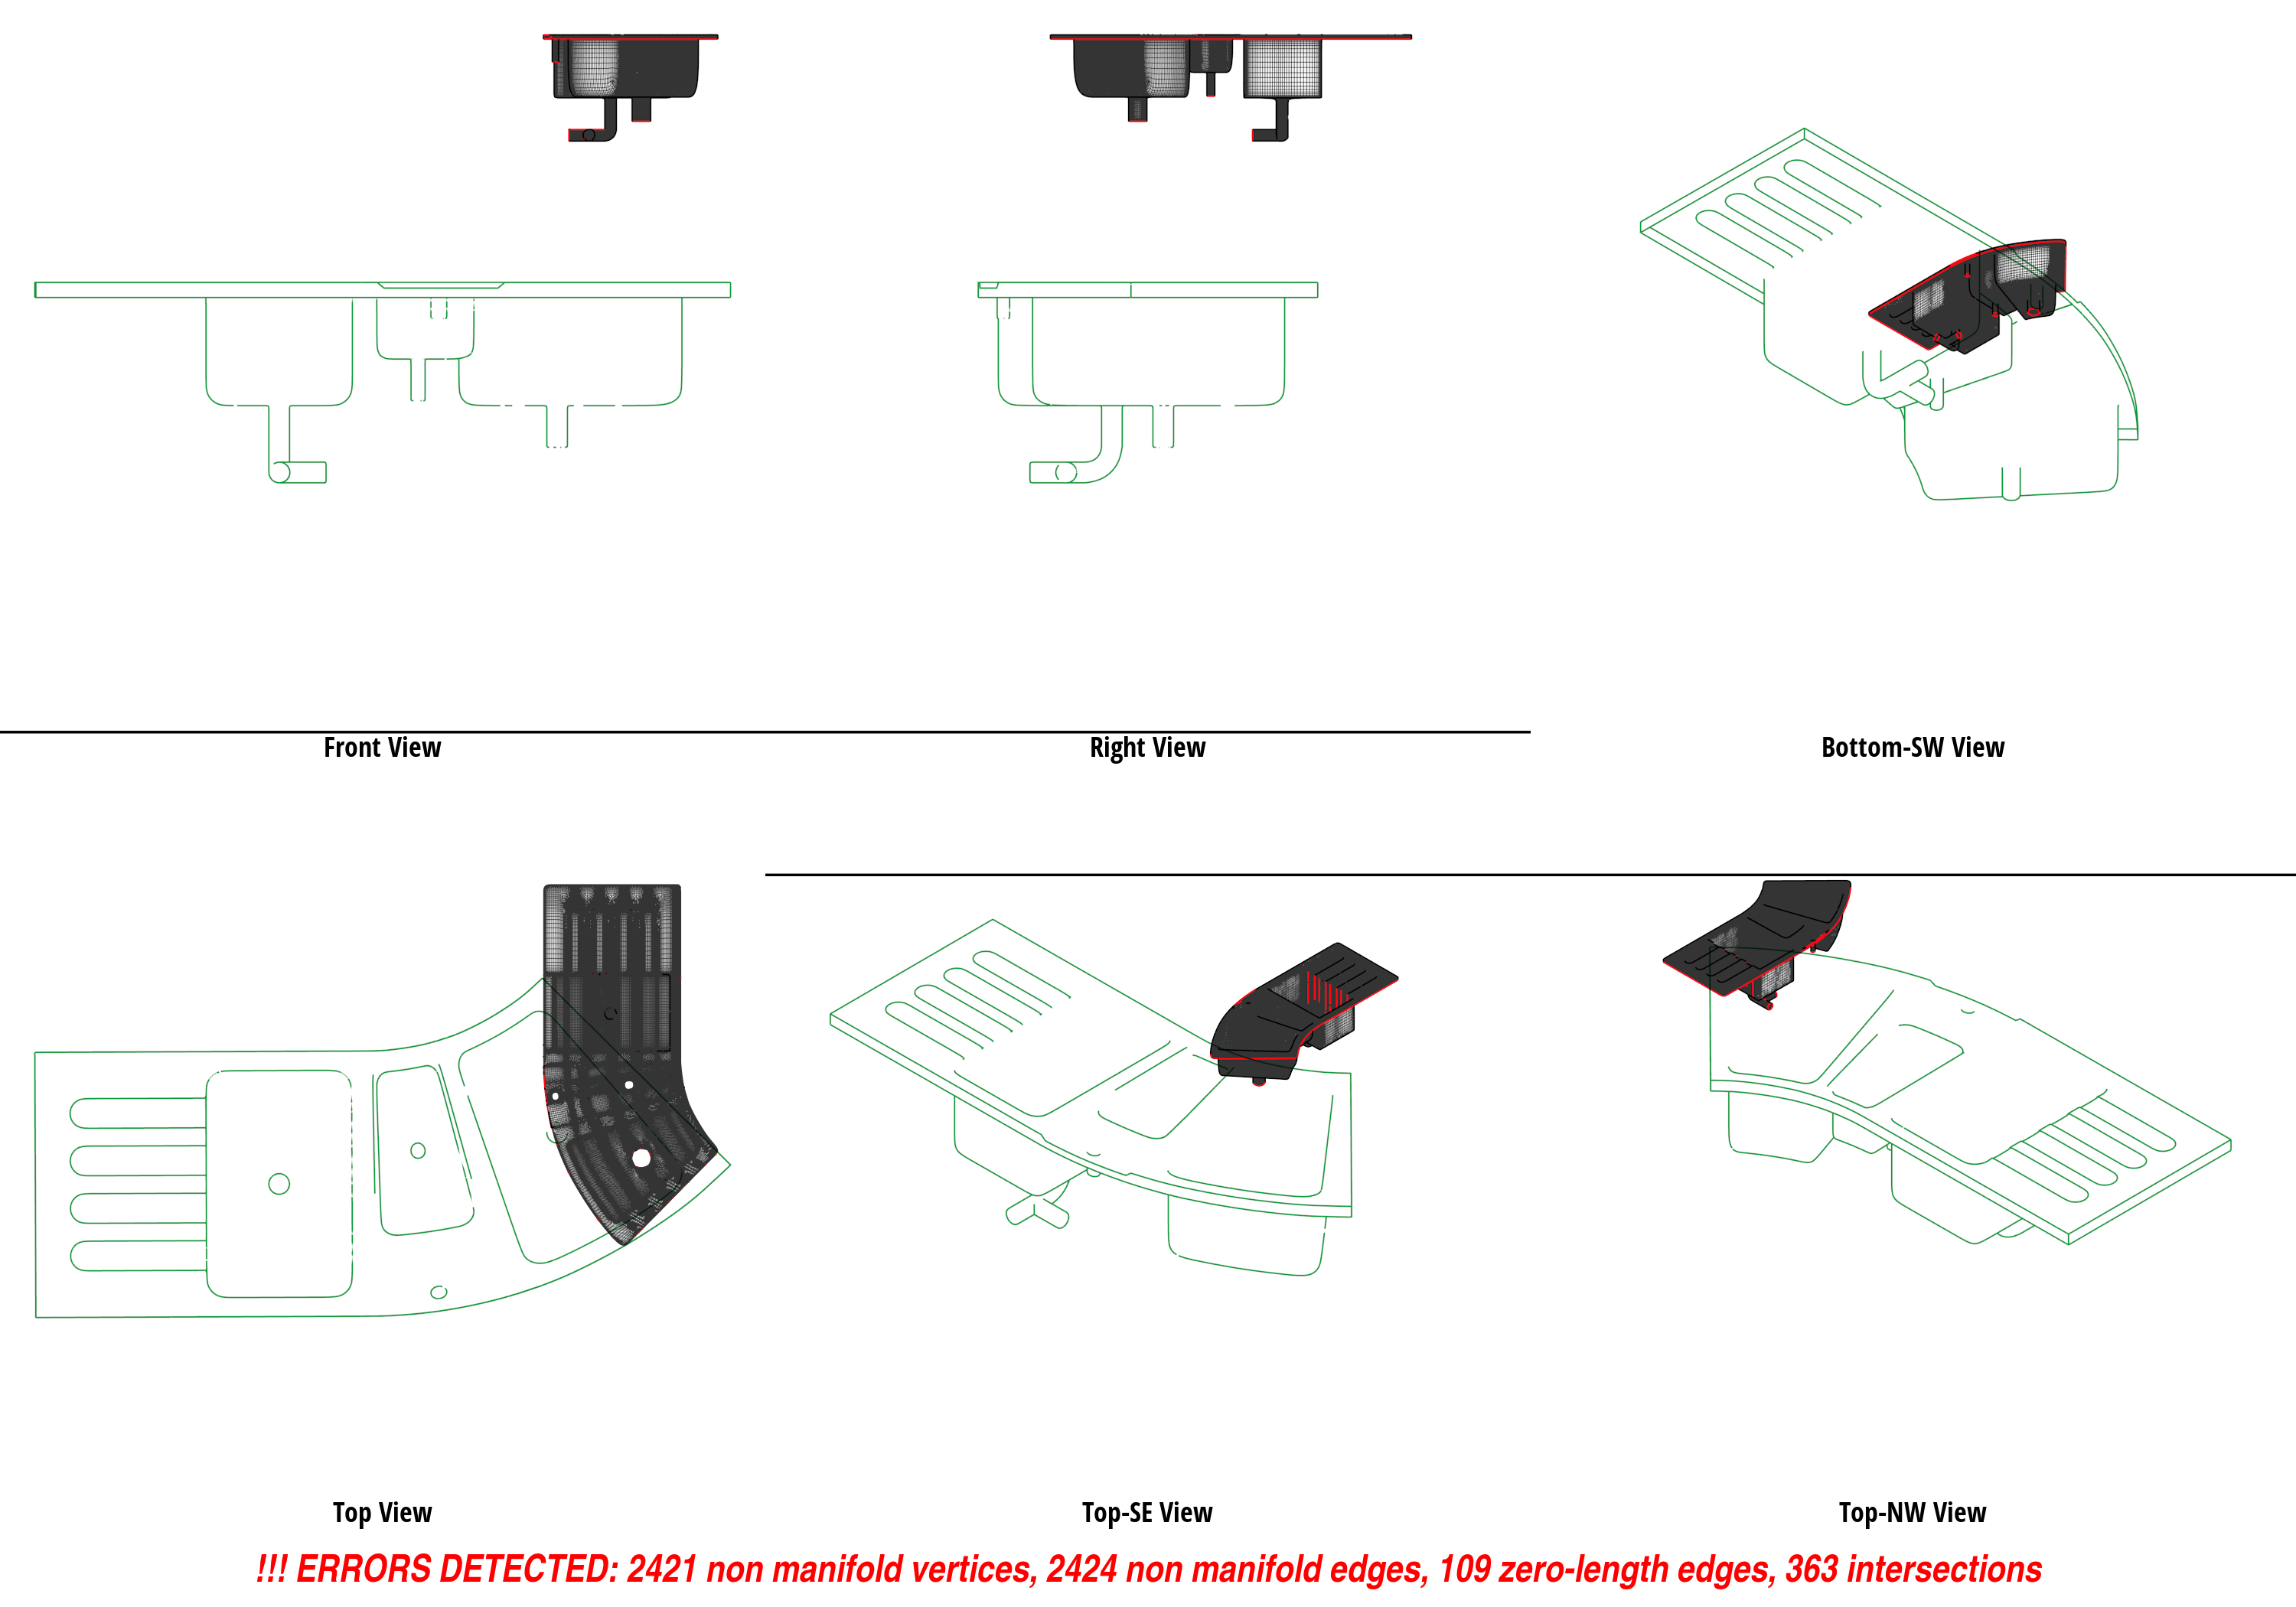 Front View
Right View
Bottom-SW View
Top View
Top-SE View
Top-NW View
!!! ERRORS DETECTED: 2421 non manifold vertices, 2424 non manifold edges, 109 zero-length edges, 363 intersections